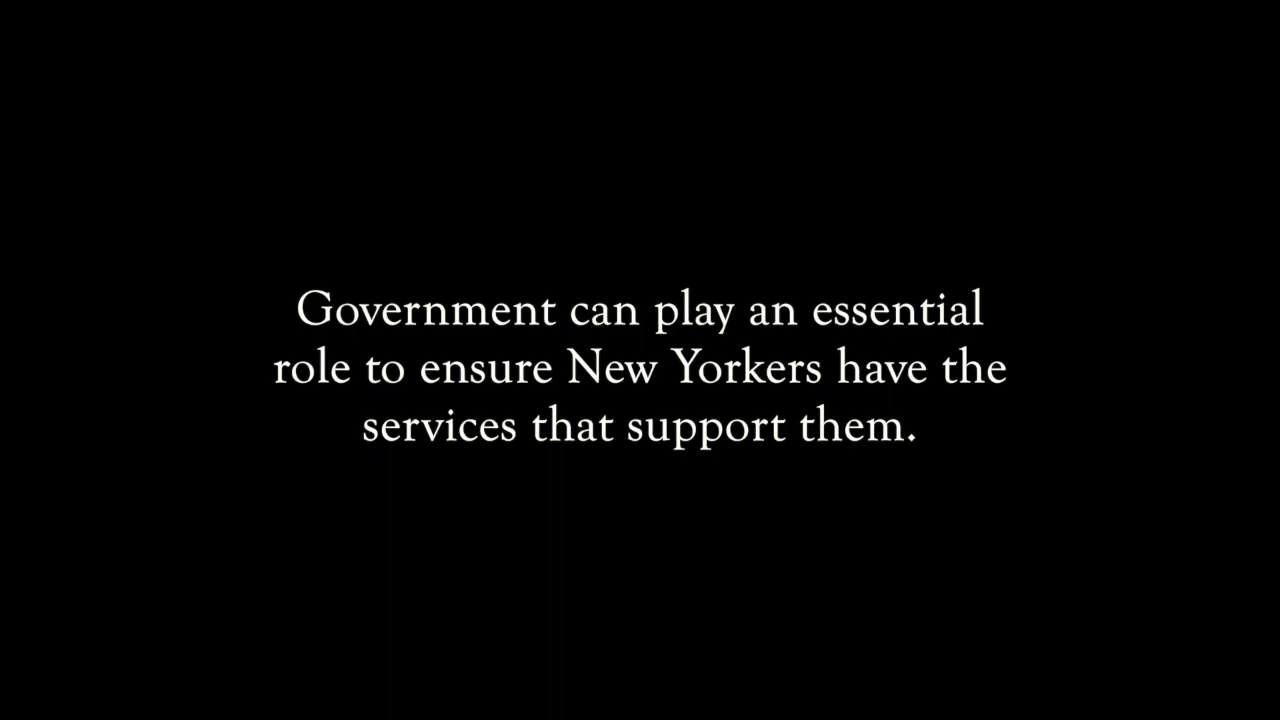 Government can play an essential
role to ensure New Yorkers have the
services that support them.